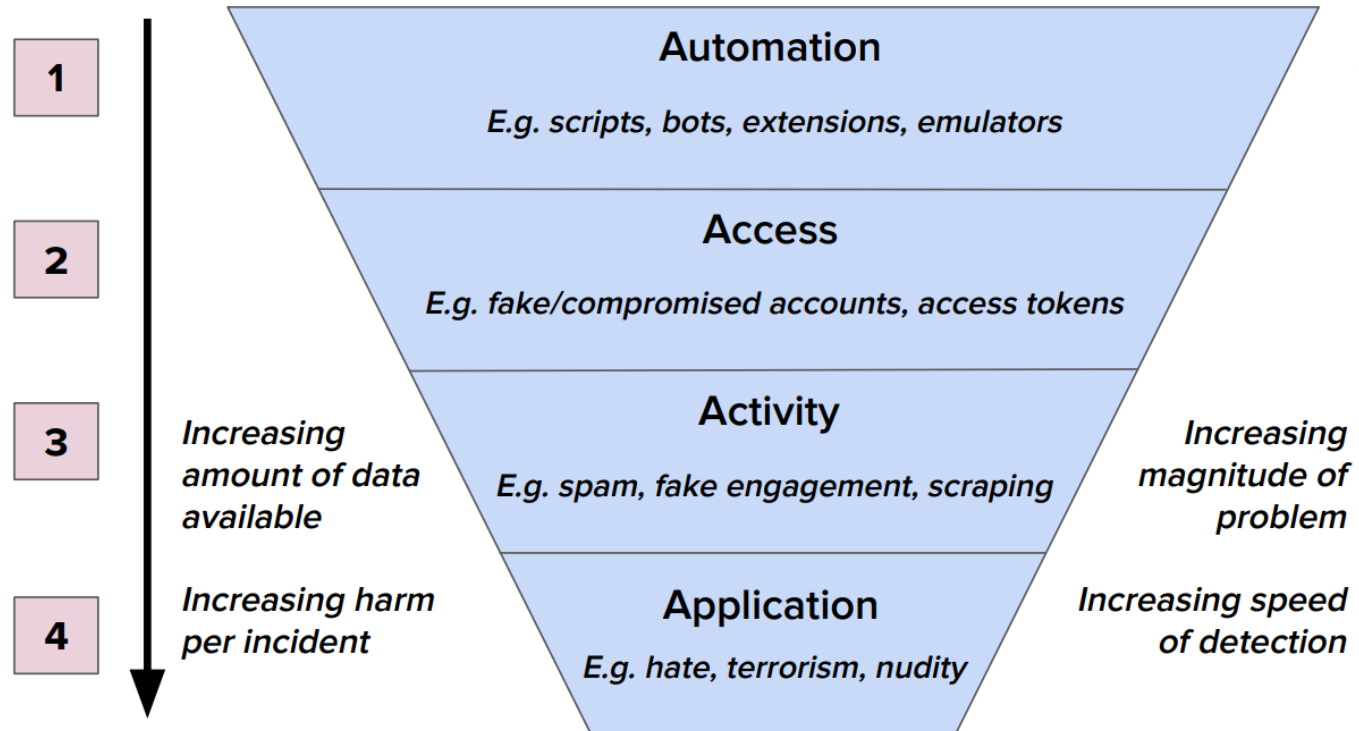 1
Automation
E.g. scripts, bots, extensions, emulators
2
Access
E.g. fake/compromised accounts, access tokens
3
Activity
E.g. spam, fake engagement, scraping
Increasing
amount of data
available
Increasing
magnitude of
problem
4
Application
E.g. hate, terrorism, nudity
Increasing harm
per incident
Increasing speed
of detection